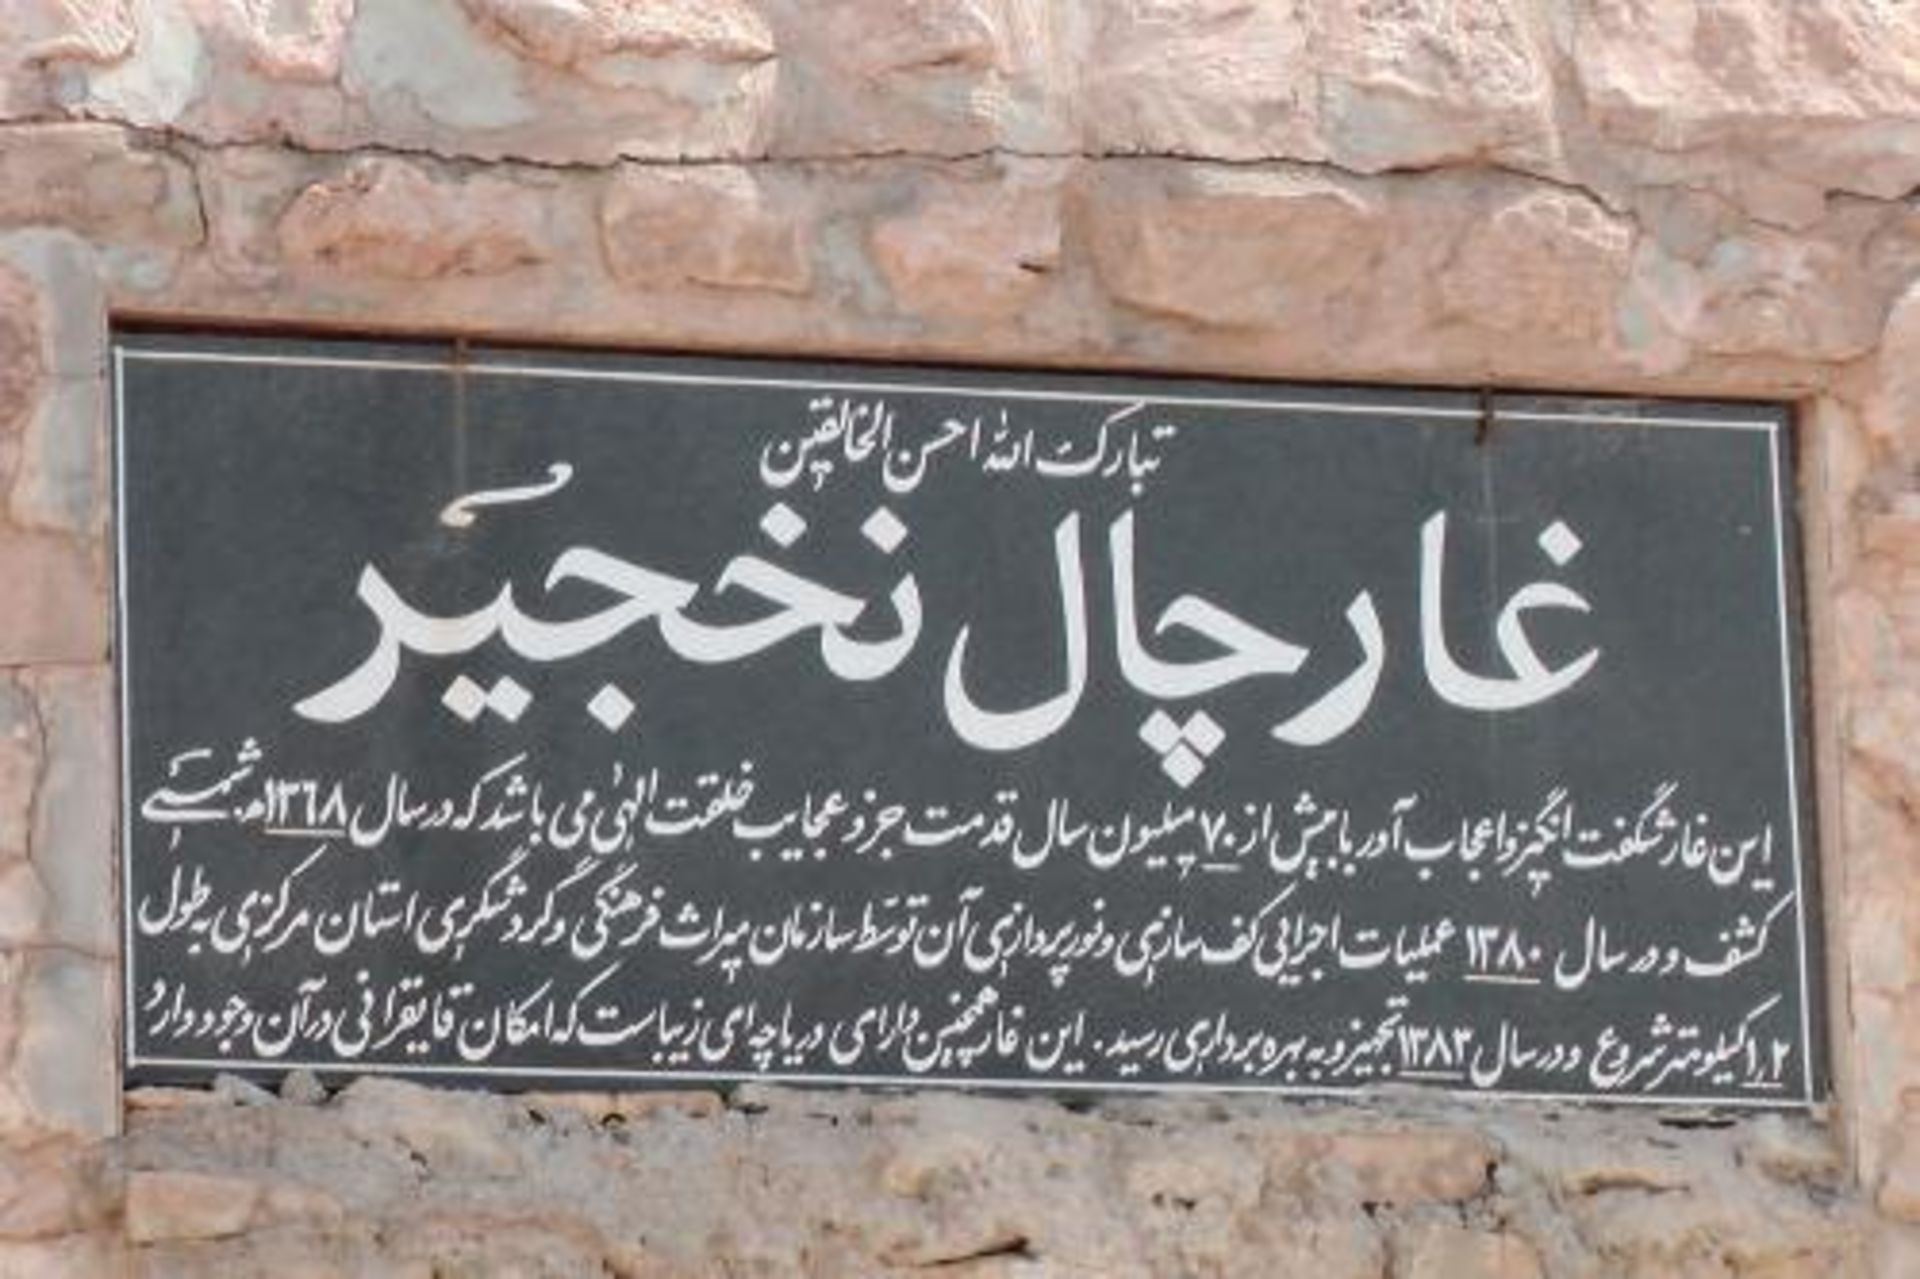 تبارک الله احسن الخالقین
غار چال نخجیر
این غار شگفت انگیز و اعجاب آور با بیش از ۷۰ میلیون سال قدمت جزو عجایب خلقت الهی می باشد که در سال ۱۳۶۸ ه. شمسی
کشف و در سال ۱۳۸۰ عملیات اجرایی کف سازی و نورپردازی آن توسّط سازمان میراث فرهنگی و گردشگری استان مرکزی به طول
۱٫۲ کیلومتر شروع و در سال ۱۳۸۳ تجهیز و به بهره برداری رسید. این غار همچنین دارای دریاچه ای زیباست که امکان قایقرانی در آن وجود دارد